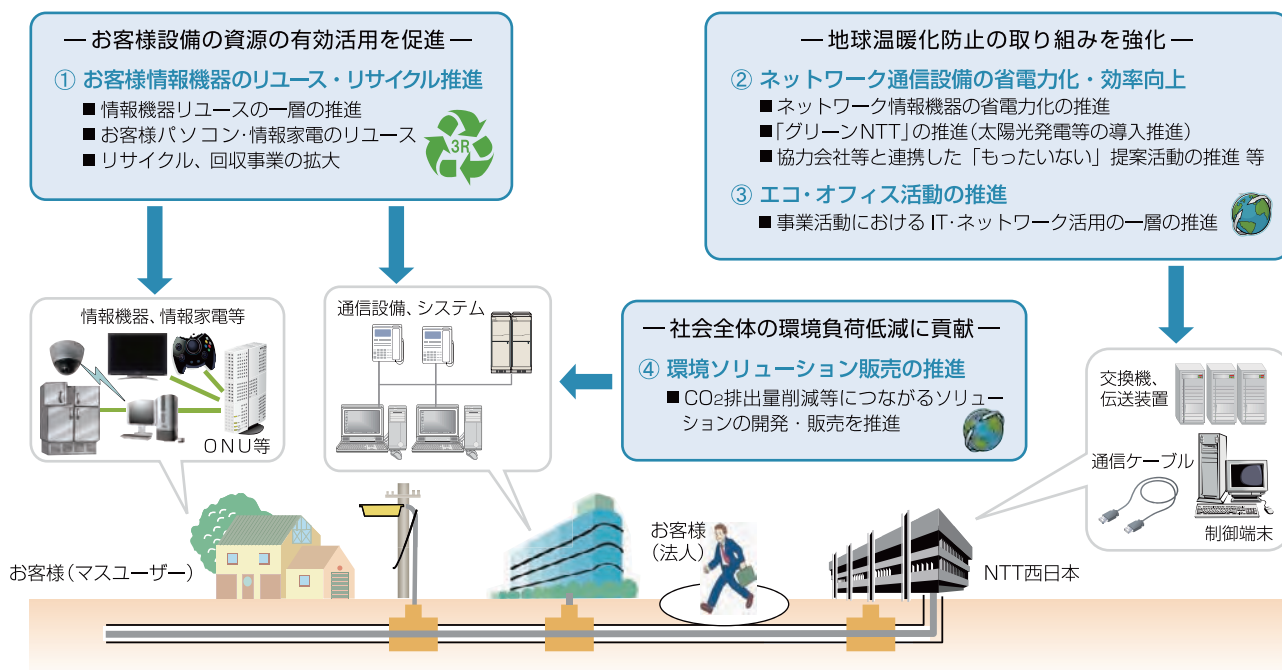 ― お客様設備の資源の有効活用を促進 ―
① お客様情報機器のリユース・リサイクル推進
■ 情報機器リユースの一層の推進
■ お客様パソコン・情報家電のリユース
■ リサイクル、回収事業の拡大
3R
― 地球温暖化防止の取り組みを強化 ―
② ネットワーク通信設備の省電力化・効率向上
■ ネットワーク情報機器の省電力化の推進
■ 「グリーンNTT」の推進（太陽光発電等の導入推進）
■ 協力会社等と連携した「もったいない」提案活動の推進 等
③ エコ・オフィス活動の推進
■ 事業活動における IT・ネットワーク活用の一層の推進
情報機器、情報家電等
ONU等
通信設備、システム
― 社会全体の環境負荷低減に貢献 ―
④ 環境ソリューション販売の推進
■ CO₂排出量削減等につながるソリュー
ションの開発・販売を推進
交換機、
伝送装置
通信ケーブル
制御端末
お客様（マスユーザー）
お客様
（法人）
NTT西日本